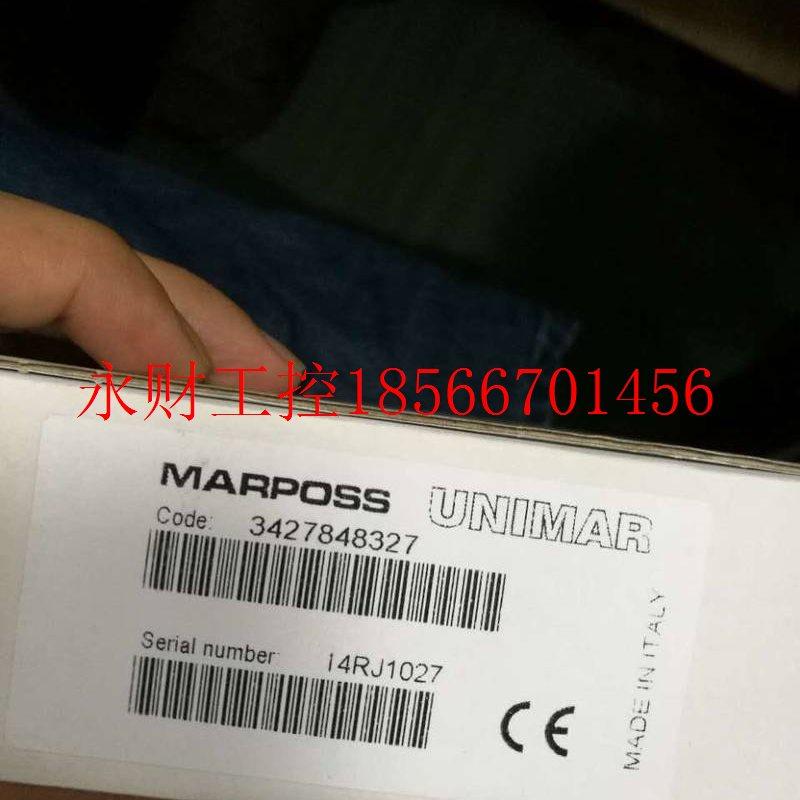 永财工控18566701456
MARPOSS UNIMAR
Code: 3427848327
Serial number: 14RJ1027
CE
MADE IN ITALY